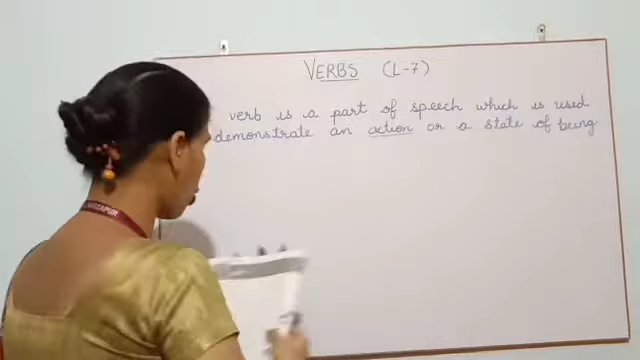 VERBS (L-7)
verb is a part of speech which is used
demonstrate an action or a state of being